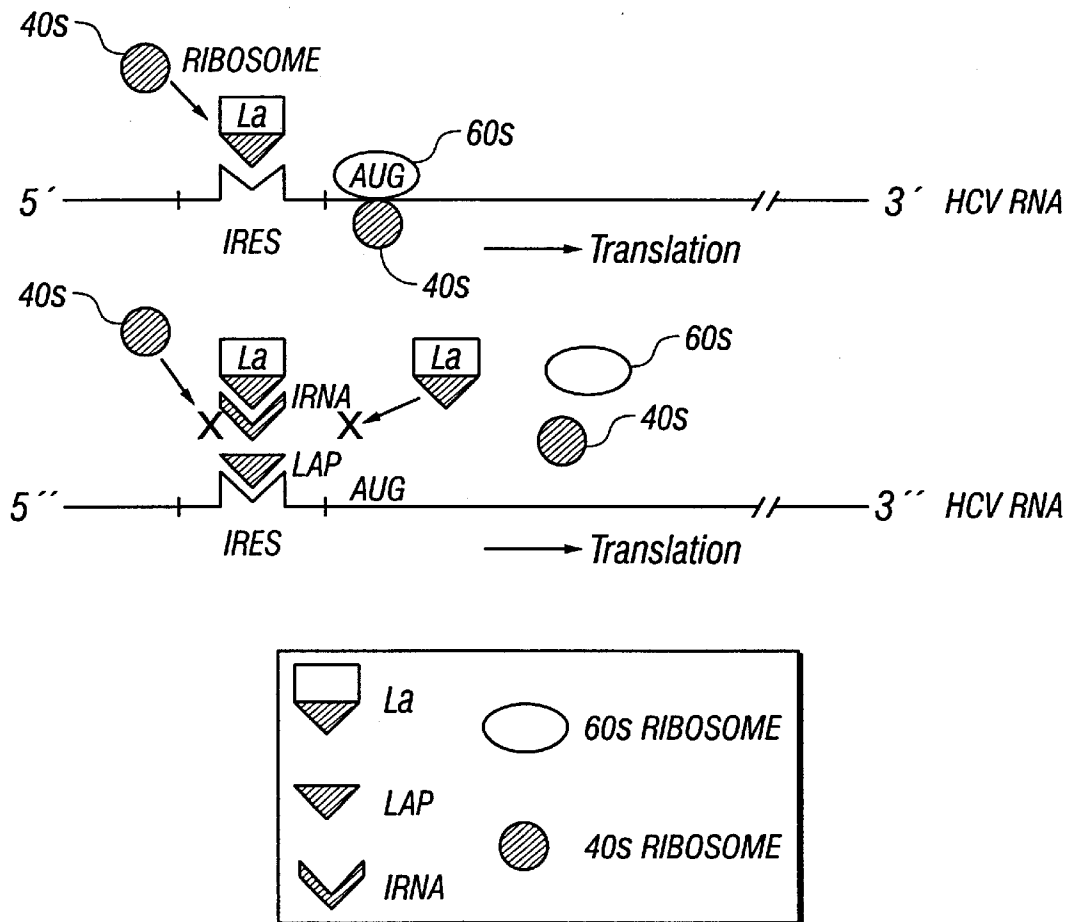 40s
RIBOSOME
La
60s
AUG
5´
3´ HCV RNA
IRES
40s
Translation
40s
La
IRNA
La
60s
X
X
40s
LAP
AUG
5´´
3´´ HCV RNA
IRES
Translation
La
60s RIBOSOME
LAP
40s RIBOSOME
IRNA